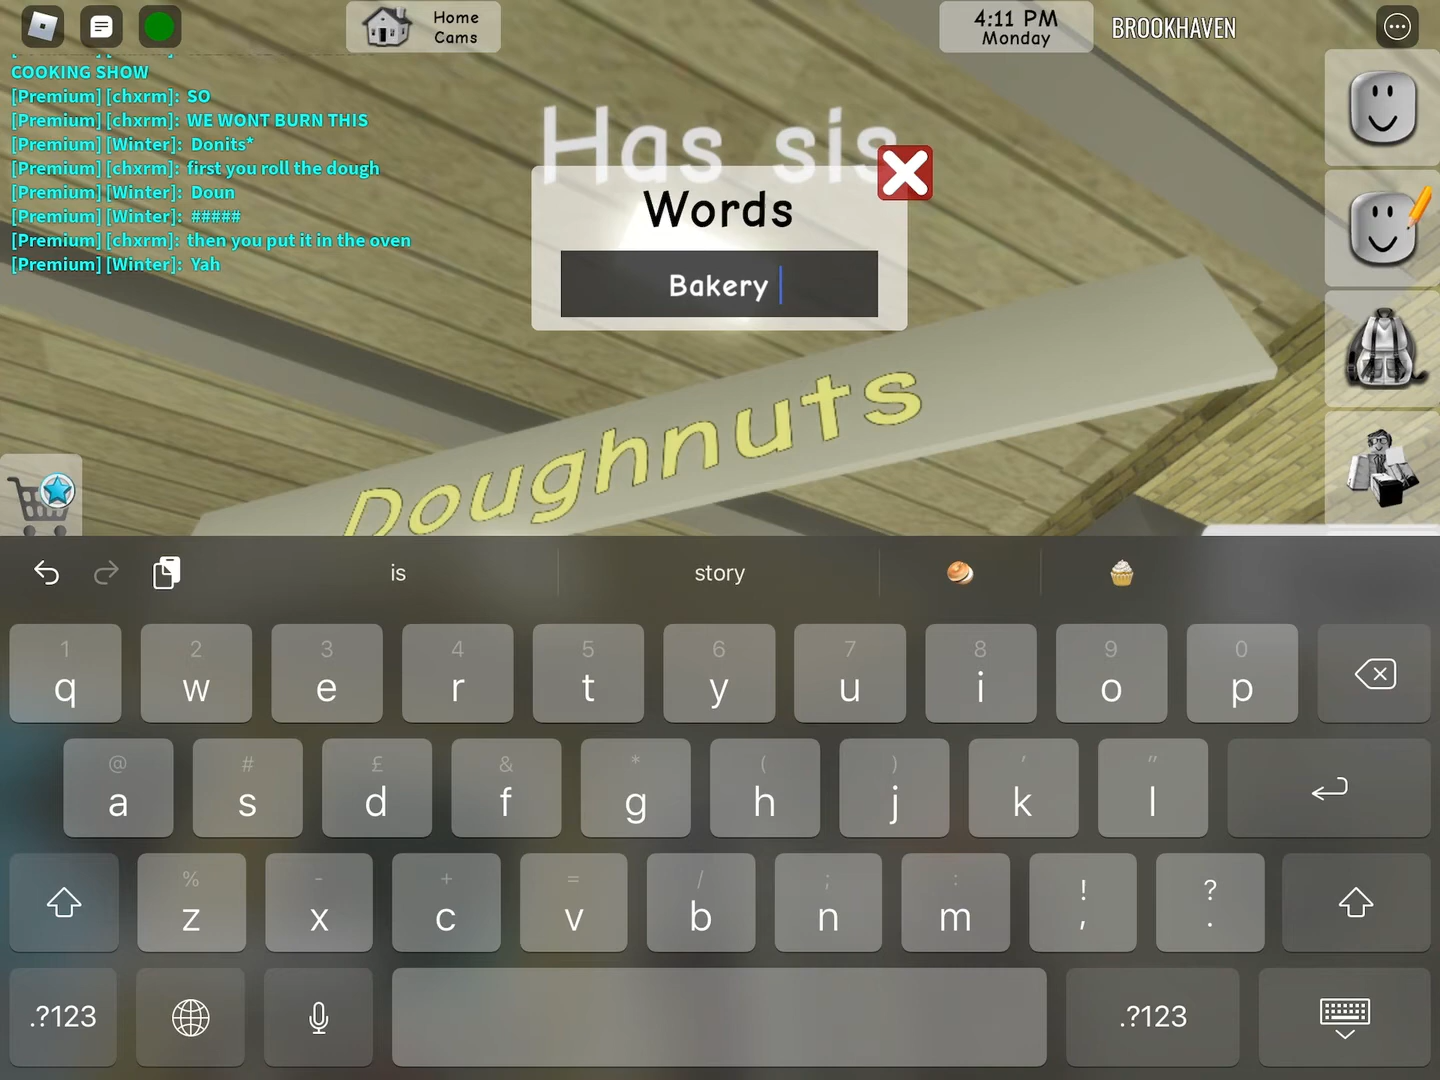 Home
Cams
4:11 PM
Monday
BROOKHAVEN
COOKING SHOW
[Premium] [chxrm]: SO
[Premium] [chxrm]: WE WONT BURN THIS
[Premium] [Winter]: Donits*
[Premium] [chxrm]: first you roll the dough
[Premium] [Winter]: Doun
[Premium] [Winter]: #####
[Premium] [chxrm]: then you put it in the oven
[Premium] [Winter]: Yah
Has sis
Words
Bakery
Doughnuts
is
story
1 2 3 4 5 6 7 8 9 0
q w e r t y u i o p
@ # £ & * ( ) ' "
a s d f g h j k l
% - + = / ; : ! ?
z x c v b n m , .
.?123
.?123